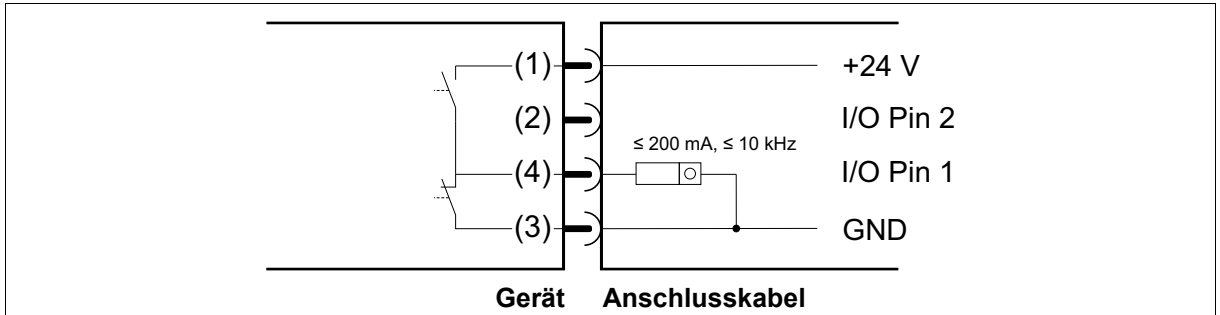 (1) +24 V
(2) I/O Pin 2
≤ 200 mA, ≤ 10 kHz
(4) I/O Pin 1
(3) GND
Gerät Anschlusskabel